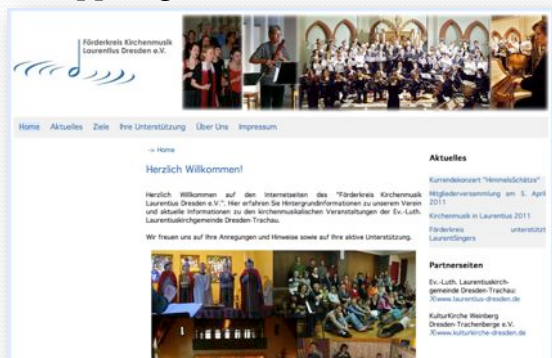 Förderkreis Kirchenmusik
Laurentius Dresden e.V.
Home Aktuelles Ziele Ihre Unterstützung Über Uns Impressum
-> Home
Herzlich Willkommen!
Herzlich Willkommen auf den Internetseiten des "Förderkreis Kirchenmusik
Laurentius Dresden e.V.". Hier erfahren Sie Hintergrundinformationen zu unserem Verein
und aktuelle Informationen zu den kirchenmusikalischen Veranstaltungen der Ev.-Luth.
Laurentiuskirchgemeinde Dresden-Trachau.
Wir freuen uns auf Ihre Anregungen und Hinweise sowie auf Ihre aktive Unterstützung.
Aktuelles
Kurrendekonzert "HimmelsSchätze"
Mitgliederversammlung am 5. April
2011
Kirchenmusik in Laurentius 2011
Förderkreis unterstützt
LaurentSingers
Partnerseiten
Ev.-Luth. Laurentiuskirch-
gemeinde Dresden-Trachau:
www.laurentius-dresden.de
KulturKirche Weinberg
Dresden-Trachenberge e.V.
www.kulturkirche-dresden.de